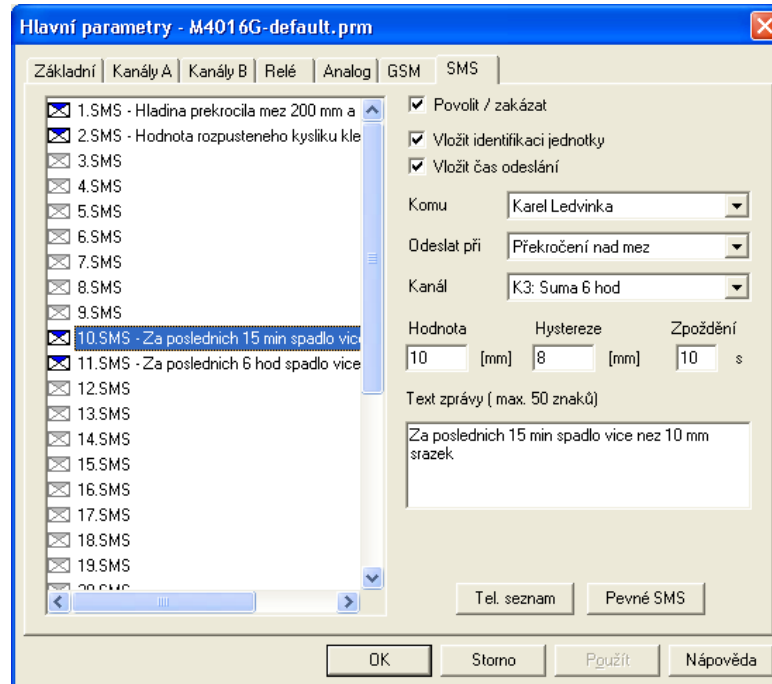 Hlavní parametry - M4016G-default.prm
Základní Kanály A Kanály B Relé Analog GSM SMS
1.SMS - Hladina prekrocila mez 200 mm a
2.SMS - Hodnota rozpusteneho kysliku kle
3.SMS
4.SMS
5.SMS
6.SMS
7.SMS
8.SMS
9.SMS
10.SMS - Za poslednich 15 min spadlo vice
11.SMS - Za poslednich 6 hod spadlo vice
12.SMS
13.SMS
14.SMS
15.SMS
16.SMS
17.SMS
18.SMS
19.SMS
20.SMS
Povolit / zakázat
Vložit identifikaci jednotky
Vložit čas odeslání
Komu Karel Ledvinka
Odeslat při Překročení nad mez
Kanál K3: Suma 6 hod
Hodnota Hystereze Zpoždění
10 [mm] 8 [mm] 10 s
Text zprávy ( max. 50 znaků)
Za poslednich 15 min spadlo vice nez 10 mm
srazek
Tel. seznam Pevné SMS
OK Storno Použít Nápověda